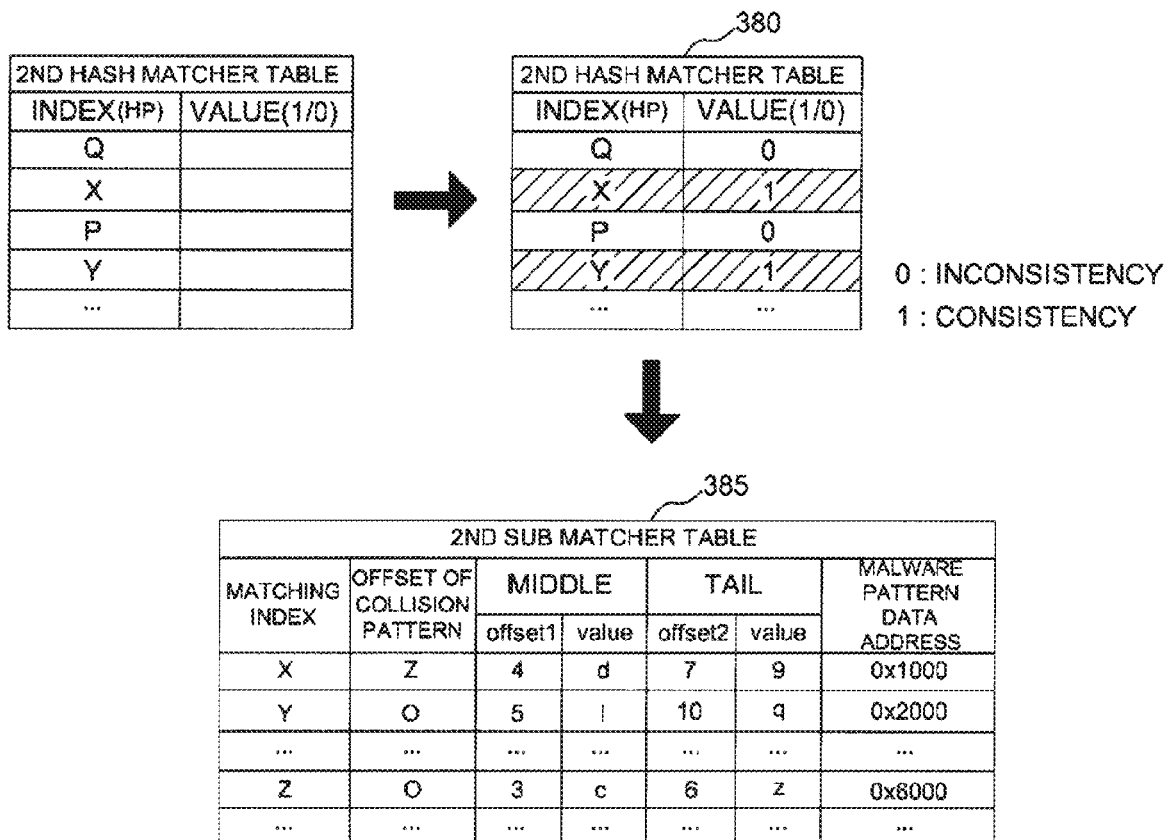 380
2ND HASH MATCHER TABLE
INDEX(HP) VALUE(1/0)
Q
X
P
Y
...
2ND HASH MATCHER TABLE
INDEX(HP) VALUE(1/0)
Q 0
X 1
P 0
Y 1
... ...
0 : INCONSISTENCY
1 : CONSISTENCY
385
2ND SUB MATCHER TABLE
MATCHING INDEX
OFFSET OF COLLISION PATTERN
MIDDLE
TAIL
MALWARE PATTERN DATA ADDRESS
offset1 value offset2 value
X Z 4 d 7 9 0x1000
Y O 5 l 10 q 0x2000
... ... ... ... ... ... ...
Z O 3 c 6 z 0x6000
... ... ... ... ... ... ...